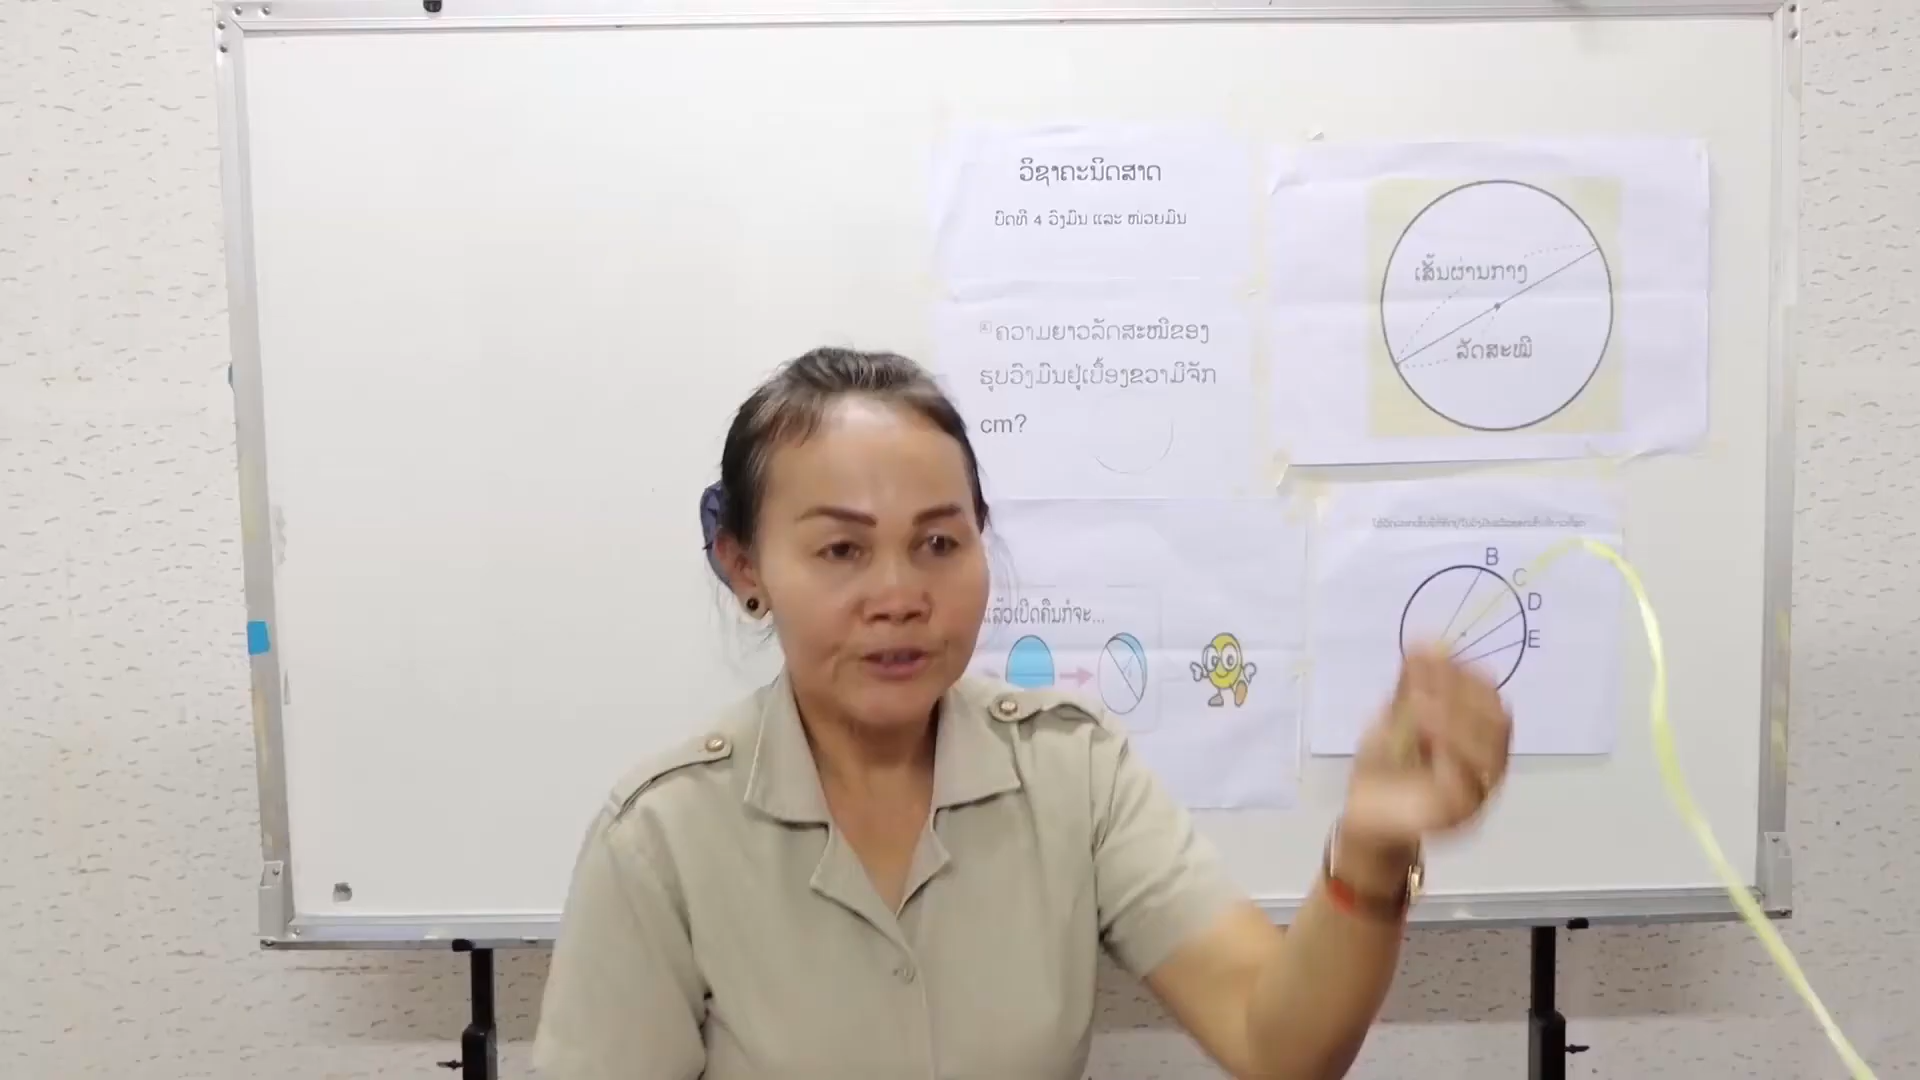 ວິຊາຄະນິດສາດ
ບົດທີ 4 ວົງມົນ ແລະ ໜ່ວຍມົນ
ຄວາມຍາວລັດສະໝີຂອງ
ຮູບວົງມົນຢູ່ເບື້ອງຂວາມີຈັກ
cm?
ແລ້ວເປີດຄືນກໍຈະ...
ເສັ້ນຜ່ານກາງ
ລັດສະໝີ
B
C
D
E